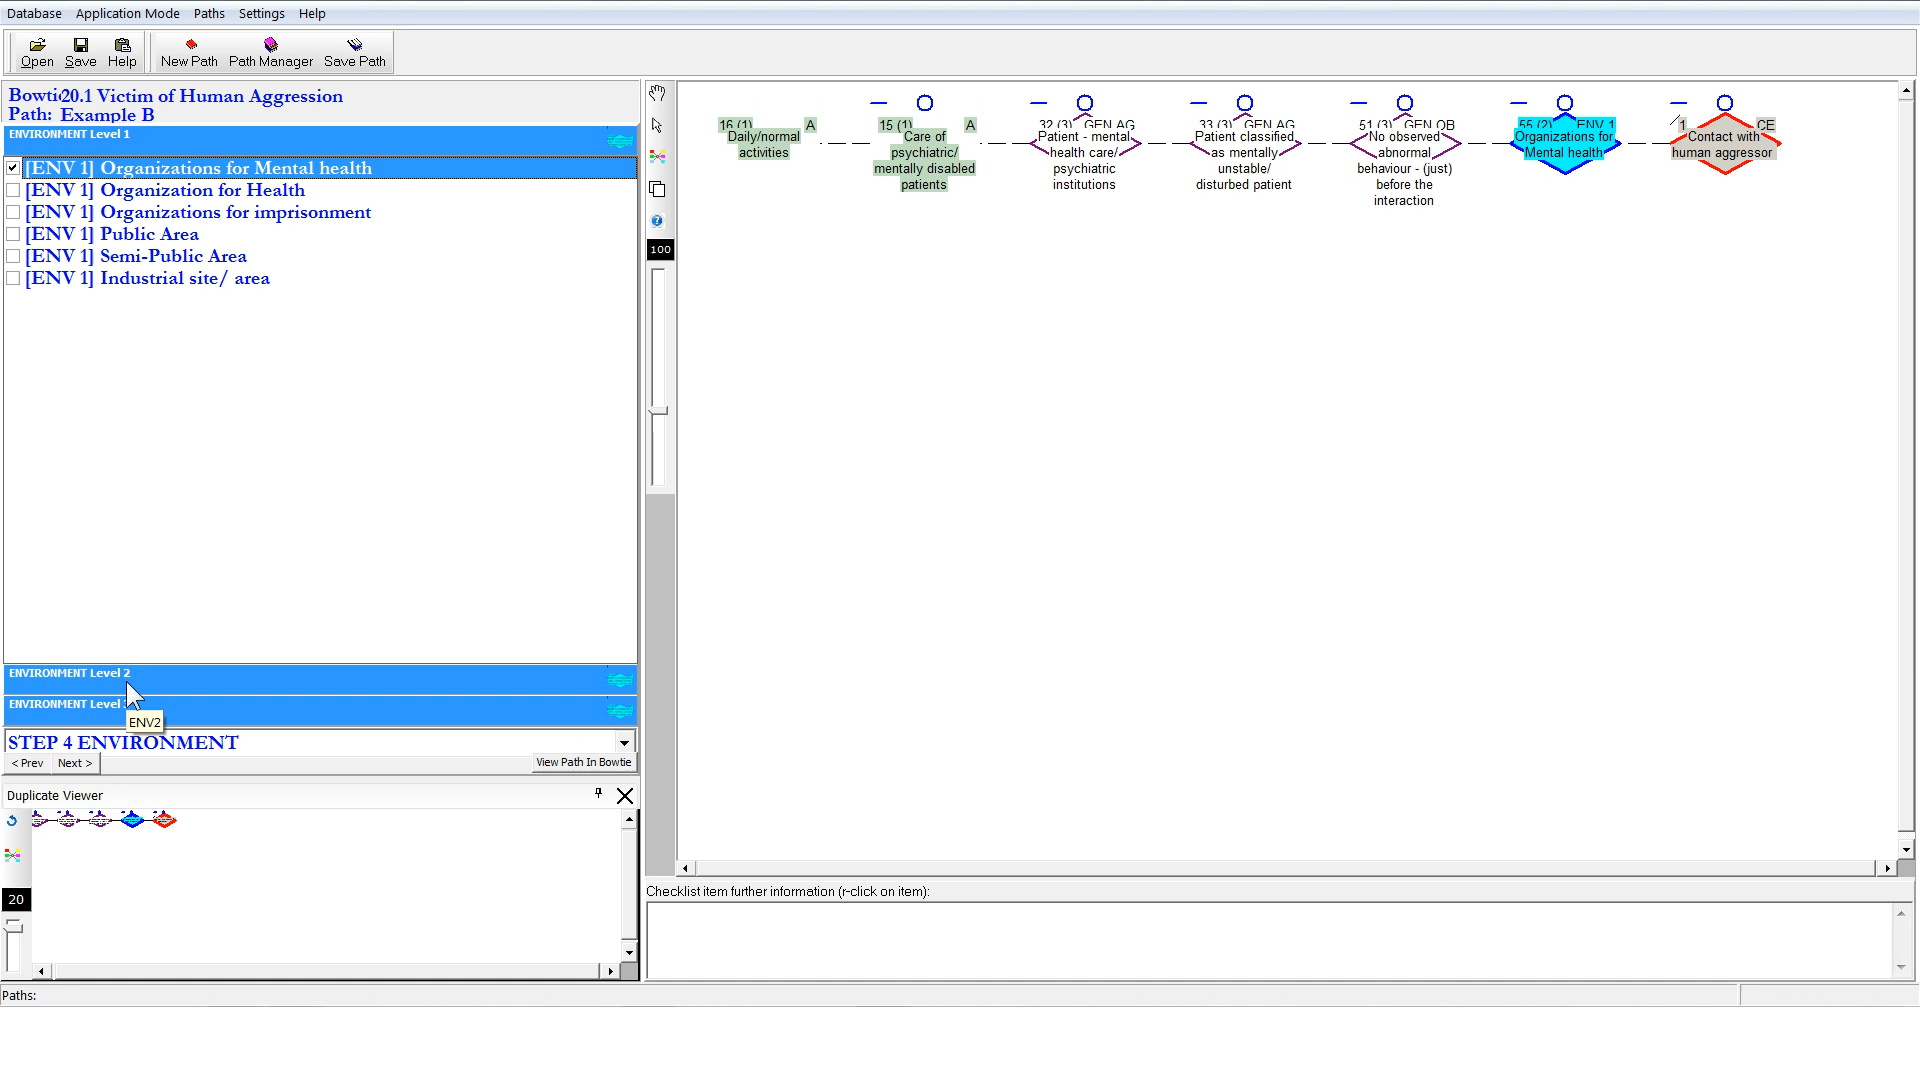 Database Application Mode Paths Settings Help
Open Save Help New Path Path Manager Save Path
Bowti 20.1 Victim of Human Aggression
Path: Example B
ENVIRONMENT Level 1
[ENV 1] Organizations for Mental health
[ENV 1] Organization for Health
[ENV 1] Organizations for imprisonment
[ENV 1] Public Area
[ENV 1] Semi-Public Area
[ENV 1] Industrial site/ area
ENVIRONMENT Level 2
ENVIRONMENT Level
ENV2
STEP 4 ENVIRONMENT
< Prev Next > View Path In Bowtie
Duplicate Viewer
20
100
16 (1) A
Daily/normal
activities
15 (1) A
Care of
psychiatric/
mentally disabled
patients
32 (3) GEN AG
Patient - mental
health care/
psychiatric
institutions
33 (3) GEN AG
Patient classified
as mentally
unstable/
disturbed patient
51 (3) GEN OB
No observed
abnormal
behaviour - (just)
before the
interaction
55 (2) ENV 1
Organizations for
Mental health
1 CE
Contact with
human aggressor
Checklist item further information (r-click on item):
Paths: